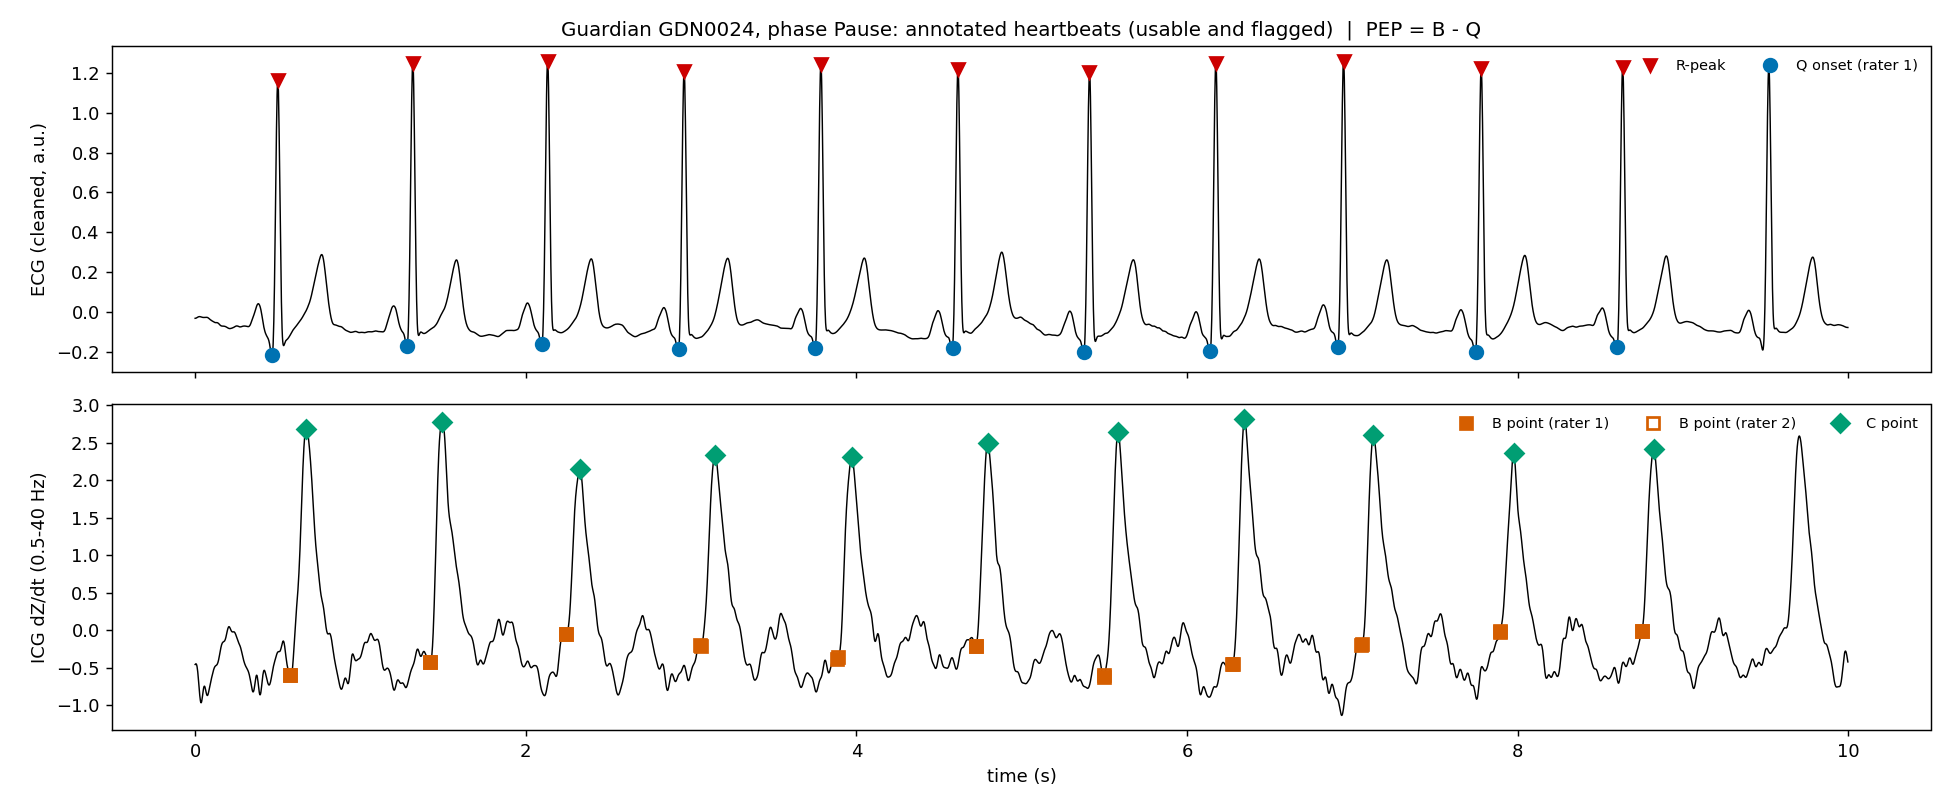 Guardian GDN0024, phase Pause: annotated heartbeats (usable and flagged) | PEP = B - Q
ECG (cleaned, a.u.)
1.2
1.0
0.8
0.6
0.4
0.2
0.0
−0.2
R-peak
Q onset (rater 1)
ICG dZ/dt (0.5-40 Hz)
3.0
2.5
2.0
1.5
1.0
0.5
0.0
−0.5
−1.0
B point (rater 1)
B point (rater 2)
C point
0 2 4 6 8 10
time (s)